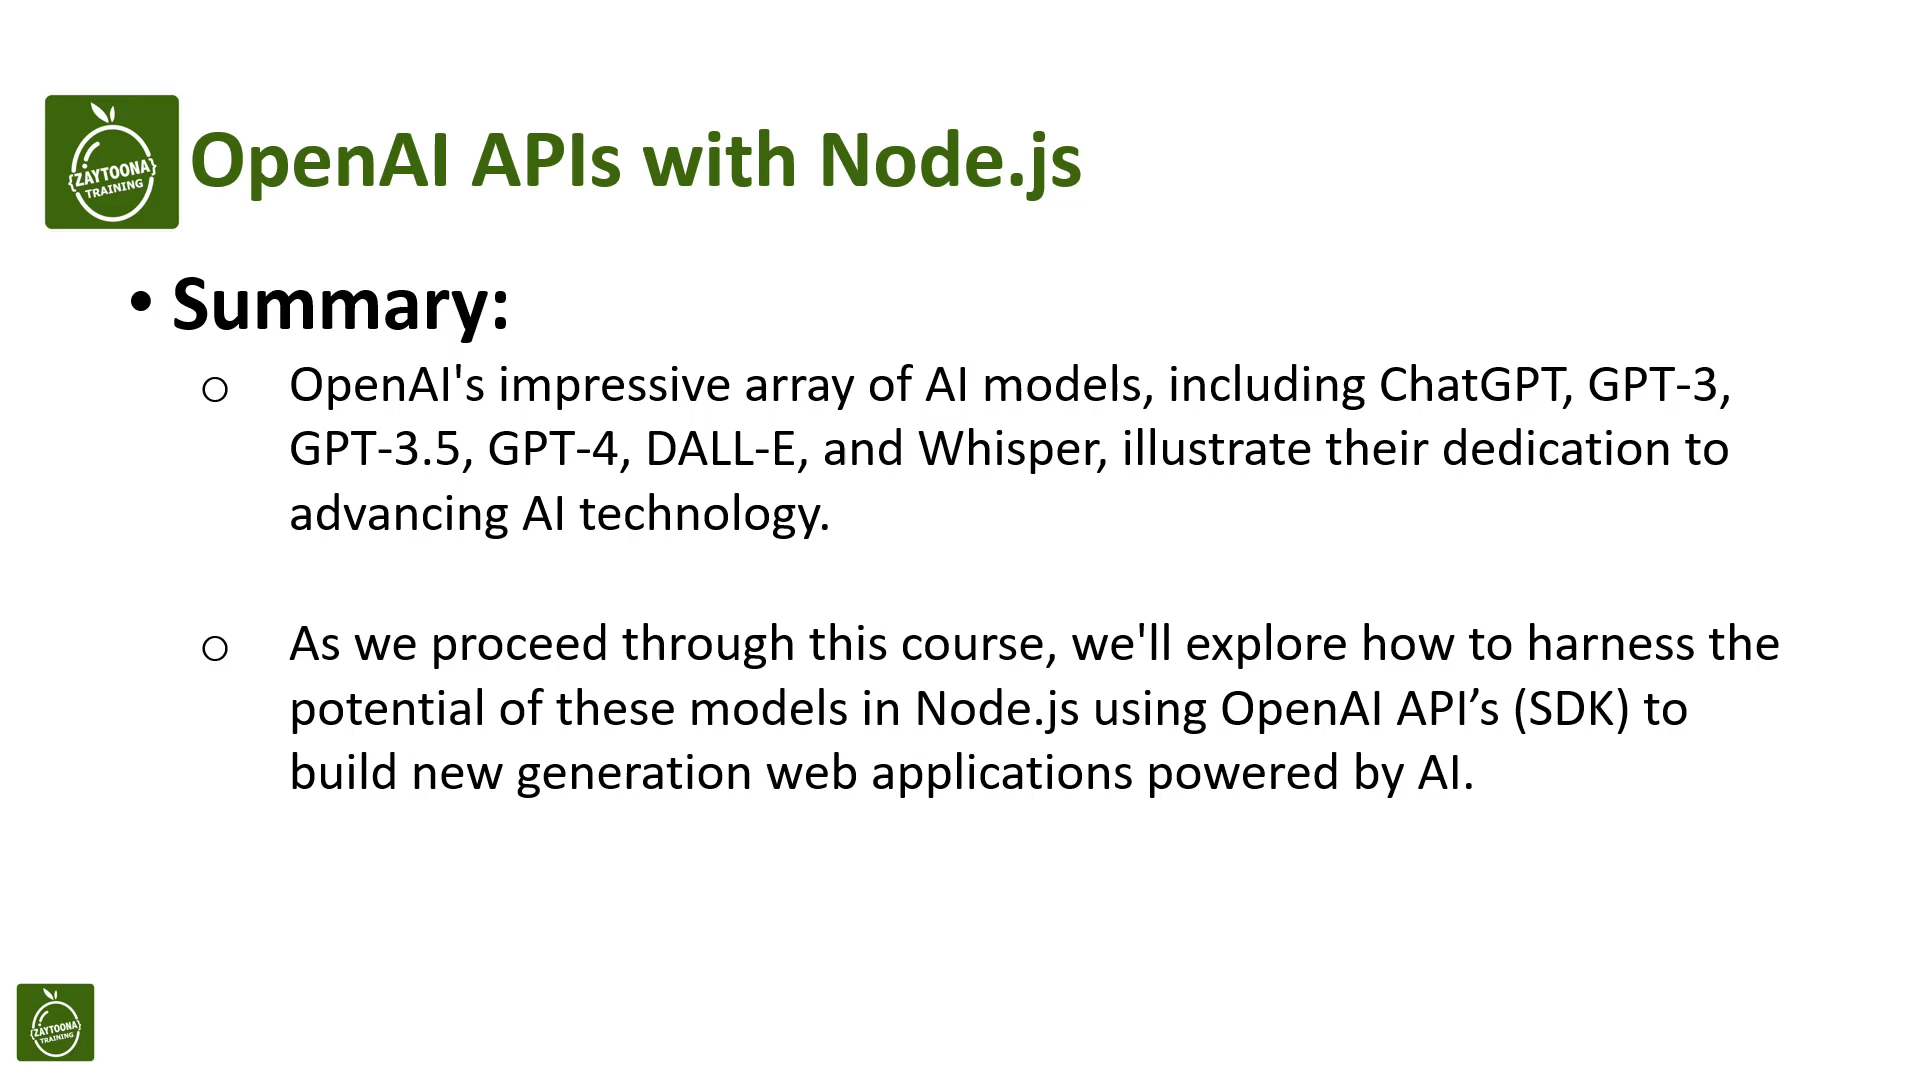 {ZAYTOONA}
TRAINING
OpenAI APIs with Node.js
• Summary:
o OpenAI's impressive array of AI models, including ChatGPT, GPT-3,
GPT-3.5, GPT-4, DALL-E, and Whisper, illustrate their dedication to
advancing AI technology.
o As we proceed through this course, we'll explore how to harness the
potential of these models in Node.js using OpenAI API’s (SDK) to
build new generation web applications powered by AI.
{ZAYTOONA}
TRAINING